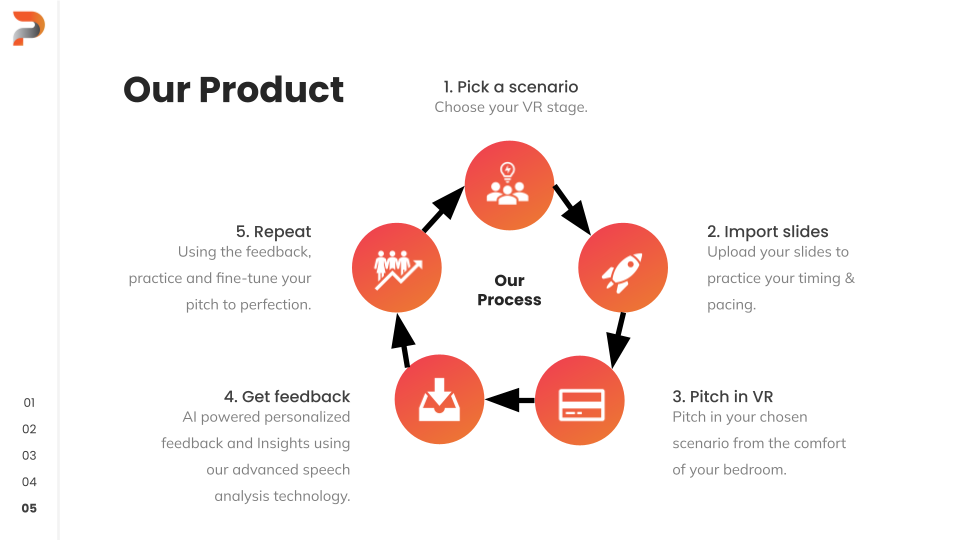 Our Product
1. Pick a scenario
Choose your VR stage.
2. Import slides
Upload your slides to
practice your timing &
pacing.
3. Pitch in VR
Pitch in your chosen
scenario from the comfort
of your bedroom.
4. Get feedback
AI powered personalized
feedback and Insights using
our advanced speech
analysis technology.
5. Repeat
Using the feedback,
practice and fine-tune your
pitch to perfection.
Our
Process
01
02
03
04
05